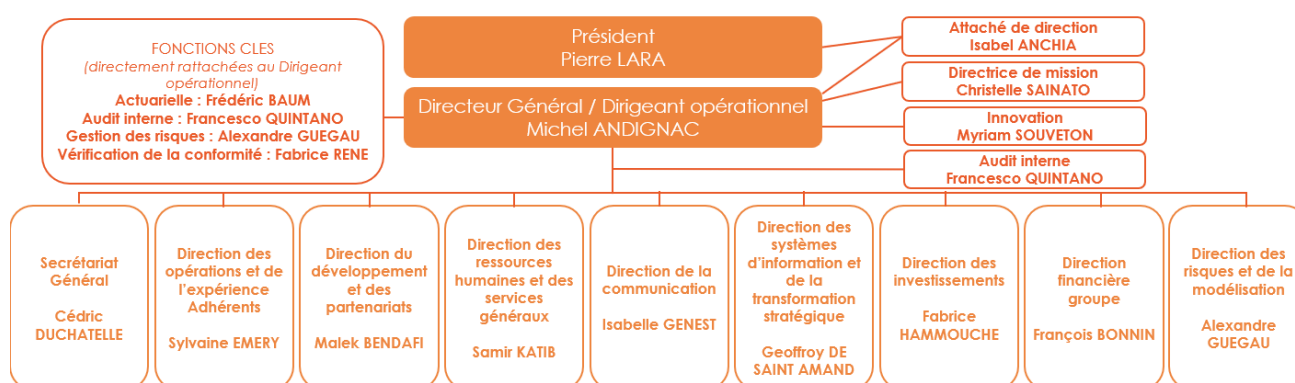 FONCTIONS CLES
(directement rattachées au Dirigeant
opérationnel)
Actuarielle : Frédéric BAUM
Audit interne : Francesco QUINTANO
Gestion des risques : Alexandre GUEGAU
Vérification de la conformité : Fabrice RENE
Président
Pierre LARA
Directeur Général / Dirigeant opérationnel
Michel ANDIGNAC
Attaché de direction
Isabel ANCHIA
Directrice de mission
Christelle SAINATO
Innovation
Myriam SOUVETON
Audit interne
Francesco QUINTANO
Secrétariat
Général
Cédric
DUCHATELLE
Direction des
opérations et de
l'expérience
Adhérents
Sylvaine EMERY
Direction du
développement
et des
partenariats
Malek BENDAFI
Direction des
ressources
humaines et des
services
généraux
Samir KATIB
Direction de la
communication
Isabelle GENEST
Direction des
systèmes
d'information et
de la
transformation
stratégique
Geoffroy DE
SAINT AMAND
Direction des
investissements
Fabrice
HAMMOUCHE
Direction
financière
groupe
François BONNIN
Direction des
risques et de la
modélisation
Alexandre
GUEGAU